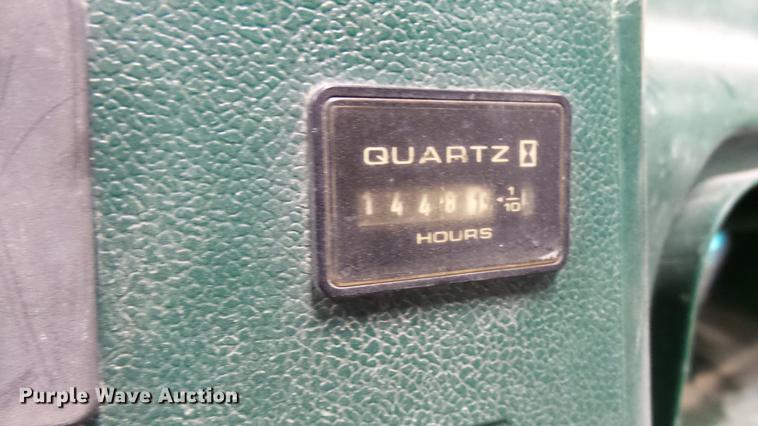 QUARTZ
1448 1/10
HOURS
Purple Wave Auction